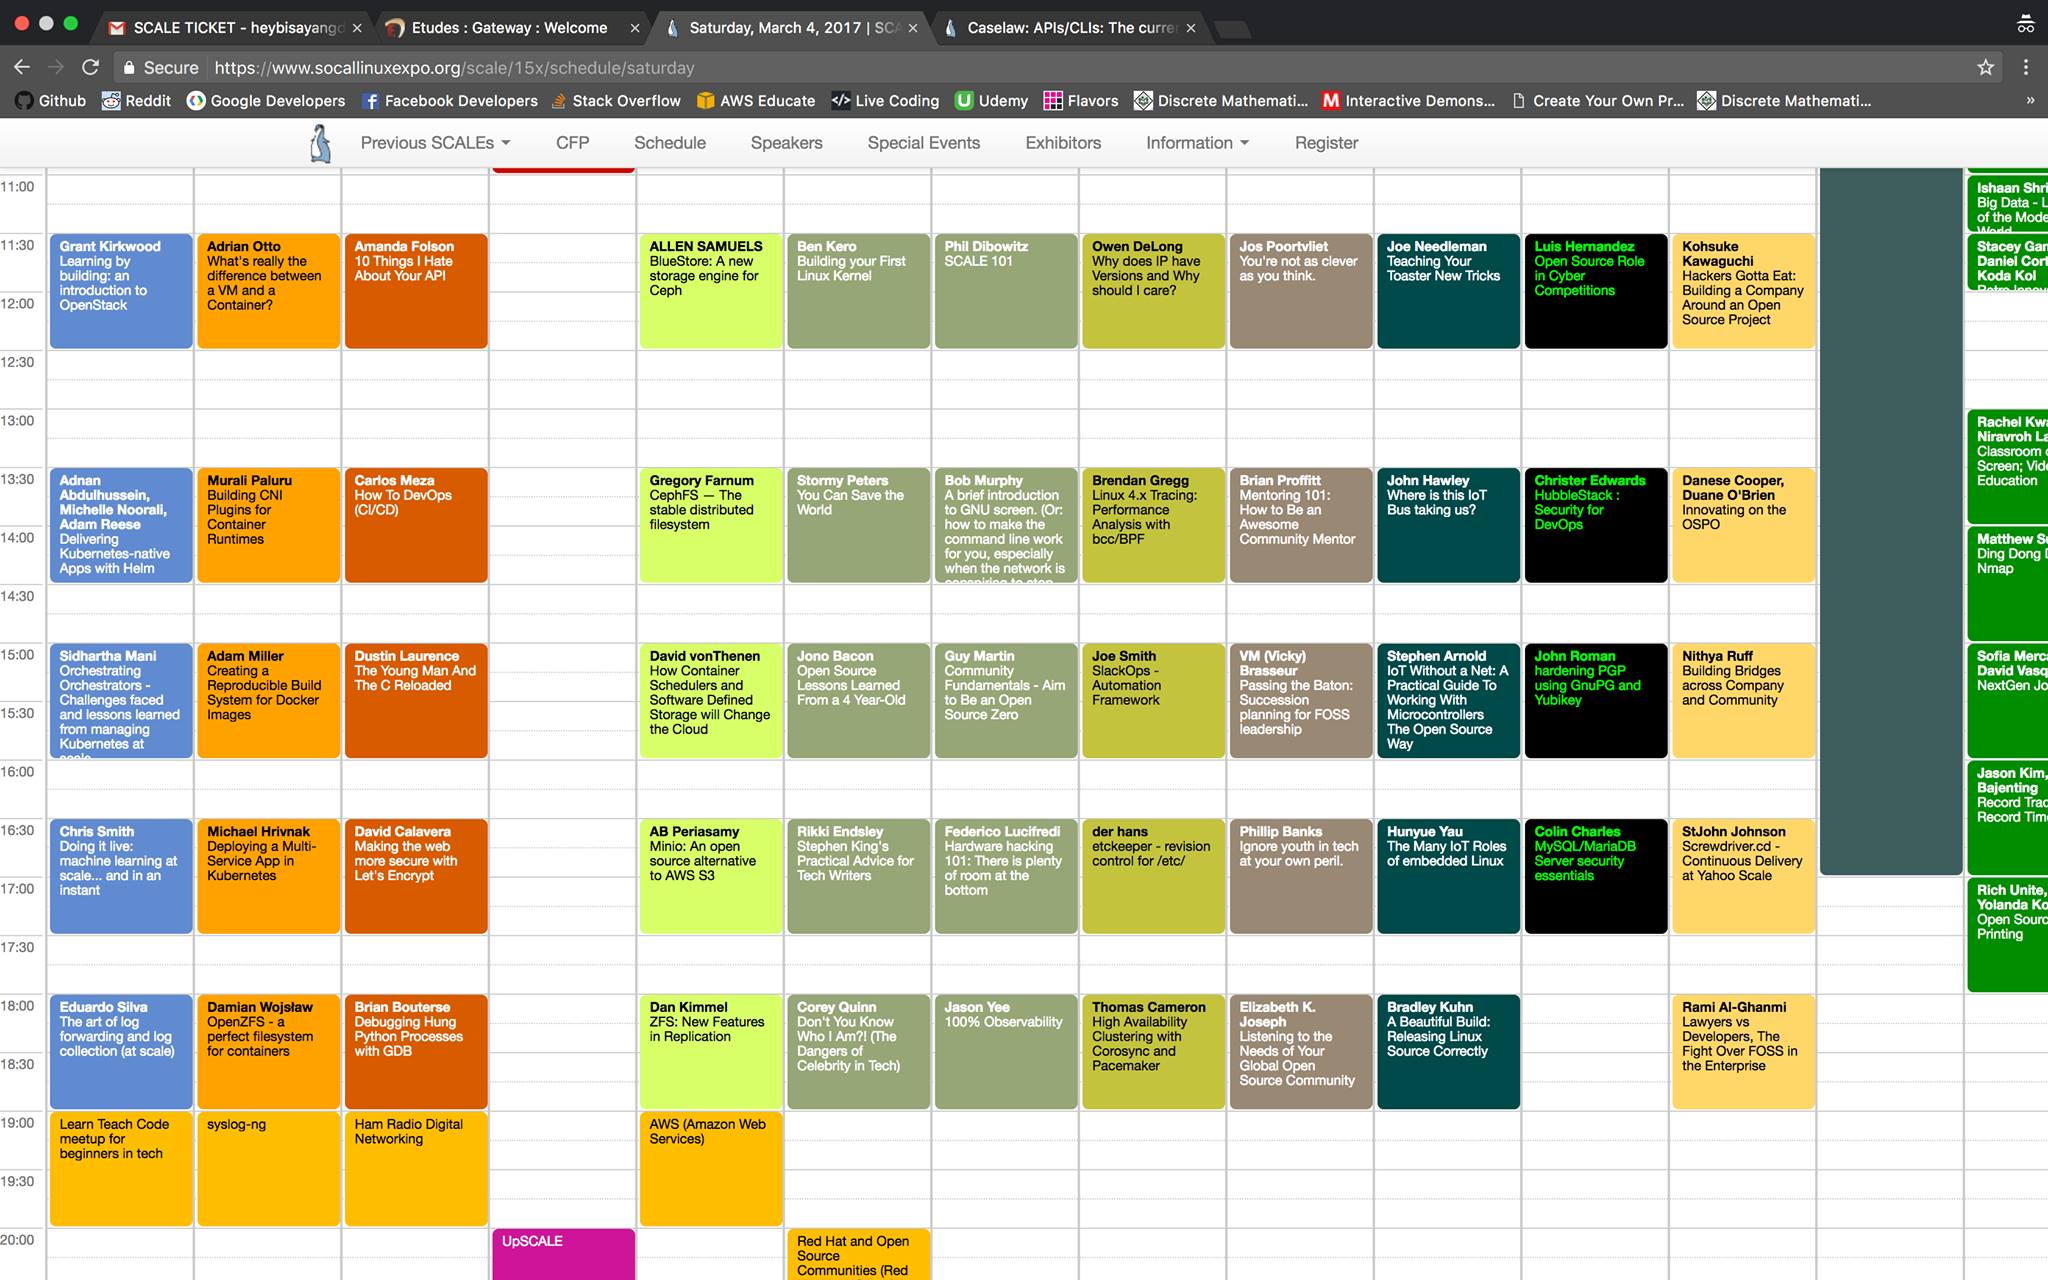 SCALE TICKET - heybisayangd
Etudes : Gateway : Welcome
Saturday, March 4, 2017 | SCA
Caselaw: APIs/CLIs: The curre
Secure
https://www.socallinuxexpo.org/scale/15x/schedule/saturday
Github
Reddit
Google Developers
Facebook Developers
Stack Overflow
AWS Educate
Live Coding
Udemy
Flavors
Discrete Mathemati...
Interactive Demons...
Create Your Own Pr...
Discrete Mathemati...
»
Previous SCALEs
CFP
Schedule
Speakers
Special Events
Exhibitors
Information
Register
11:00
Ishaan Shri
Big Data - L
of the Mode
World
11:30
Grant Kirkwood
Learning by
building: an
introduction to
OpenStack
Adrian Otto
What's really the
difference between
a VM and a
Container?
Amanda Folson
10 Things I Hate
About Your API
ALLEN SAMUELS
BlueStore: A new
storage engine for
Ceph
Ben Kero
Building your First
Linux Kernel
Phil Dibowitz
SCALE 101
Owen DeLong
Why does IP have
Versions and Why
should I care?
Jos Poortvliet
You're not as clever
as you think.
Joe Needleman
Teaching Your
Toaster New Tricks
Luis Hernandez
Open Source Role
in Cyber
Competitions
Kohsuke
Kawaguchi
Hackers Gotta Eat:
Building a Company
Around an Open
Source Project
Stacey Gan
Daniel Cort
Koda Kol
12:00
12:30
13:00
Rachel Kwa
Niravroh La
Classroom o
Screen; Vide
Education
13:30
Adnan
Abdulhussein,
Michelle Noorali,
Adam Reese
Delivering
Kubernetes-native
Apps with Helm
Murali Paluru
Building CNI
Plugins for
Container
Runtimes
Carlos Meza
How To DevOps
(CI/CD)
Gregory Farnum
CephFS — The
stable distributed
filesystem
Stormy Peters
You Can Save the
World
Bob Murphy
A brief introduction
to GNU screen. (Or:
how to make the
command line work
for you, especially
when the network is
conspiring to stop
Brendan Gregg
Linux 4.x Tracing:
Performance
Analysis with
bcc/BPF
Brian Proffitt
Mentoring 101:
How to Be an
Awesome
Community Mentor
John Hawley
Where is this IoT
Bus taking us?
Christer Edwards
HubbleStack :
Security for
DevOps
Danese Cooper,
Duane O'Brien
Innovating on the
OSPO
14:00
Matthew Su
Ding Dong D
Nmap
14:30
15:00
Sidhartha Mani
Orchestrating
Orchestrators -
Challenges faced
and lessons learned
from managing
Kubernetes at
scale
Adam Miller
Creating a
Reproducible Build
System for Docker
Images
Dustin Laurence
The Young Man And
The C Reloaded
David vonThenen
How Container
Schedulers and
Software Defined
Storage will Change
the Cloud
Jono Bacon
Open Source
Lessons Learned
From a 4 Year-Old
Guy Martin
Community
Fundamentals - Aim
to Be an Open
Source Zero
Joe Smith
SlackOps -
Automation
Framework
VM (Vicky)
Brasseur
Passing the Baton:
Succession
planning for FOSS
leadership
Stephen Arnold
IoT Without a Net: A
Practical Guide To
Working With
Microcontrollers
The Open Source
Way
John Roman
hardening PGP
using GnuPG and
Yubikey
Nithya Ruff
Building Bridges
across Company
and Community
Sofia Merca
David Vasq
NextGen Jo
15:30
16:00
Jason Kim,
Bajenting
Record Trac
Record Time
16:30
Chris Smith
Doing it live:
machine learning at
scale... and in an
instant
Michael Hrivnak
Deploying a Multi-
Service App in
Kubernetes
David Calavera
Making the web
more secure with
Let's Encrypt
AB Periasamy
Minio: An open
source alternative
to AWS S3
Rikki Endsley
Stephen King's
Practical Advice for
Tech Writers
Federico Lucifredi
Hardware hacking
101: There is plenty
of room at the
bottom
der hans
etckeeper - revision
control for /etc/
Phillip Banks
Ignore youth in tech
at your own peril.
Hunyue Yau
The Many IoT Roles
of embedded Linux
Colin Charles
MySQL/MariaDB
Server security
essentials
StJohn Johnson
Screwdriver.cd -
Continuous Delivery
at Yahoo Scale
17:00
Rich Unite,
Yolanda Ko
Open Sourc
Printing
17:30
18:00
Eduardo Silva
The art of log
forwarding and log
collection (at scale)
Damian Wojsław
OpenZFS - a
perfect filesystem
for containers
Brian Bouterse
Debugging Hung
Python Processes
with GDB
Dan Kimmel
ZFS: New Features
in Replication
Corey Quinn
Don't You Know
Who I Am?! (The
Dangers of
Celebrity in Tech)
Jason Yee
100% Observability
Thomas Cameron
High Availability
Clustering with
Corosync and
Pacemaker
Elizabeth K.
Joseph
Listening to the
Needs of Your
Global Open
Source Community
Bradley Kuhn
A Beautiful Build:
Releasing Linux
Source Correctly
Rami Al-Ghanmi
Lawyers vs
Developers, The
Fight Over FOSS in
the Enterprise
18:30
19:00
Learn Teach Code
meetup for
beginners in tech
syslog-ng
Ham Radio Digital
Networking
AWS (Amazon Web
Services)
19:30
20:00
UpSCALE
Red Hat and Open
Source
Communities (Red